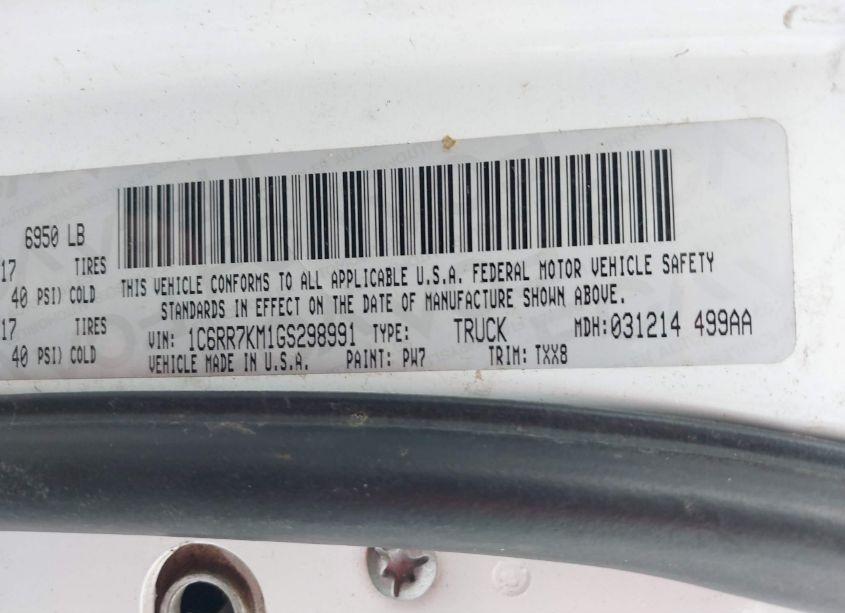 6950 LB
17 TIRES
40 PSI) COLD
17 TIRES
40 PSI) COLD
THIS VEHICLE CONFORMS TO ALL APPLICABLE U.S.A. FEDERAL MOTOR VEHICLE SAFETY
STANDARDS IN EFFECT ON THE DATE OF MANUFACTURE SHOWN ABOVE.
VIN: 1C6RR7KM1GS298991 TYPE: TRUCK MDH: 031214 499AA
VEHICLE MADE IN U.S.A. PAINT: PW7 TRIM: TXX8